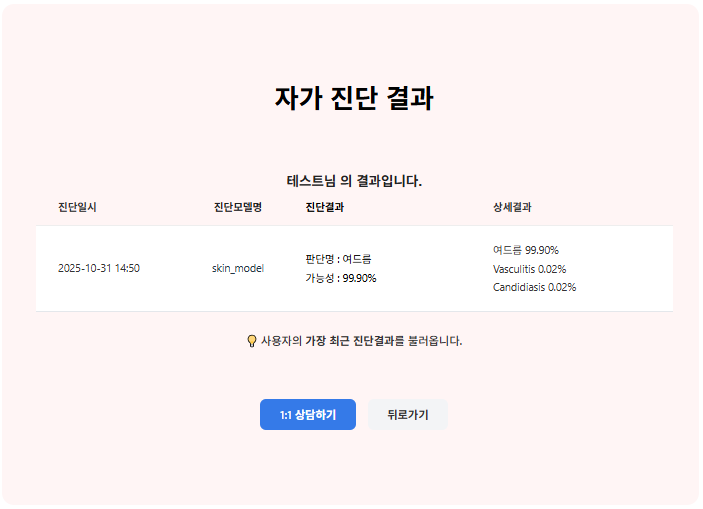 자가 진단 결과
테스트님 의 결과입니다.
진단일시 진단모델명 진단결과 상세결과
2025-10-31 14:50 skin_model
판단명 : 여드름
가능성 : 99.90%
여드름 99.90%
Vasculitis 0.02%
Candidiasis 0.02%
💡 사용자의 가장 최근 진단결과를 불러옵니다.
1:1 상담하기 뒤로가기